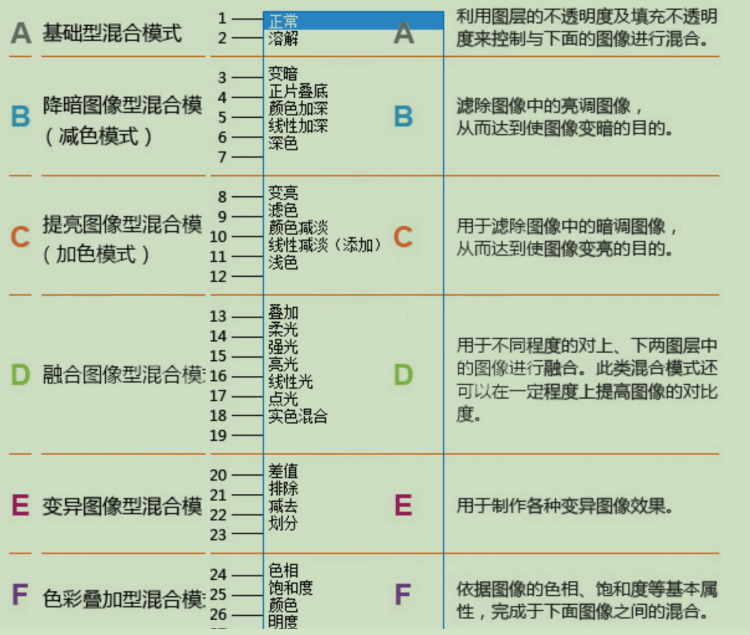 A 基础型混合模式
1 正常
2 溶解
A 利用图层的不透明度及填充不透明
度来控制与下面的图像进行混合。
B 降暗图像型混合模
（减色模式）
3 变暗
4 正片叠底
5 颜色加深
6 线性加深
7 深色
B 滤除图像中的亮调图像，
从而达到使图像变暗的目的。
C 提亮图像型混合模
（加色模式）
8 变亮
9 滤色
10 颜色减淡
11 线性减淡（添加）
12 浅色
C 用于滤除图像中的暗调图像，
从而达到使图像变亮的目的。
D 融合图像型混合模
13 叠加
14 柔光
15 强光
16 亮光
17 线性光
18 点光
19 实色混合
D 用于不同程度的对上、下两图层中
的图像进行融合。此类混合模式还
可以在一定程度上提高图像的对比
度。
E 变异图像型混合模
20 差值
21 排除
22 减去
23 划分
E 用于制作各种变异图像效果。
F 色彩叠加型混合模
24 色相
25 饱和度
26 颜色
明度
F 依据图像的色相、饱和度等基本属
性，完成于下面图像之间的混合。